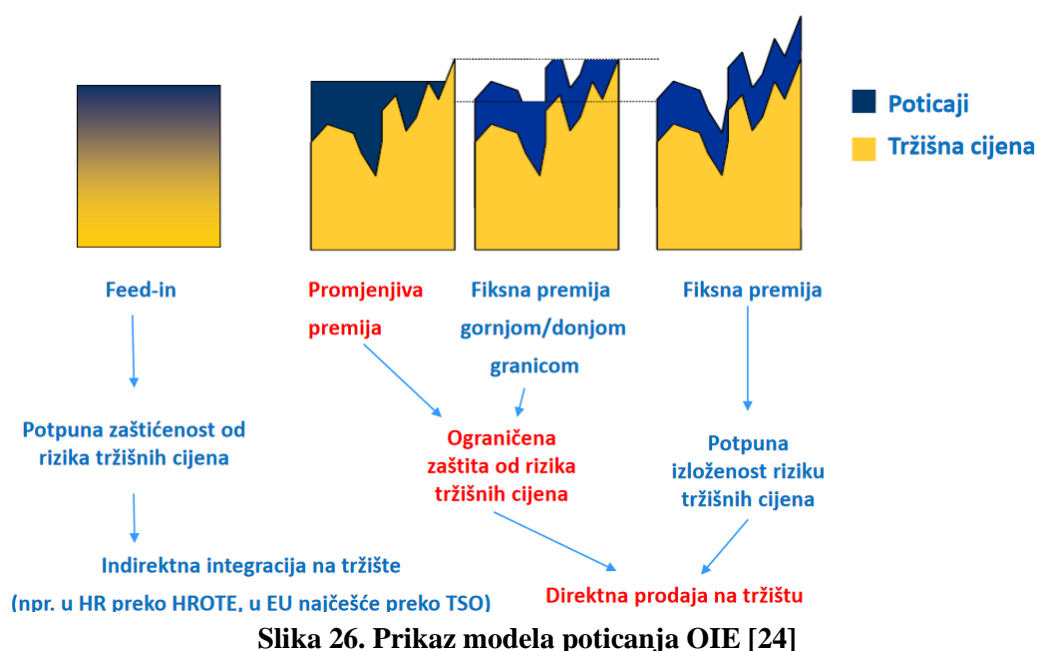 Poticaji
Tržišna cijena
Feed-in
Promjenjiva
premija
Fiksna premija
gornjom/donjom
granicom
Fiksna premija
Potpuna zaštićenost od
rizika tržišnih cijena
Ograničena
zaštita od rizika
tržišnih cijena
Potpuna
izloženost riziku
tržišnih cijena
Indirektna integracija na tržište
(npr. u HR preko HROTE, u EU najčešće preko TSO)
Direktna prodaja na tržištu
Slika 26. Prikaz modela poticanja OIE [24]